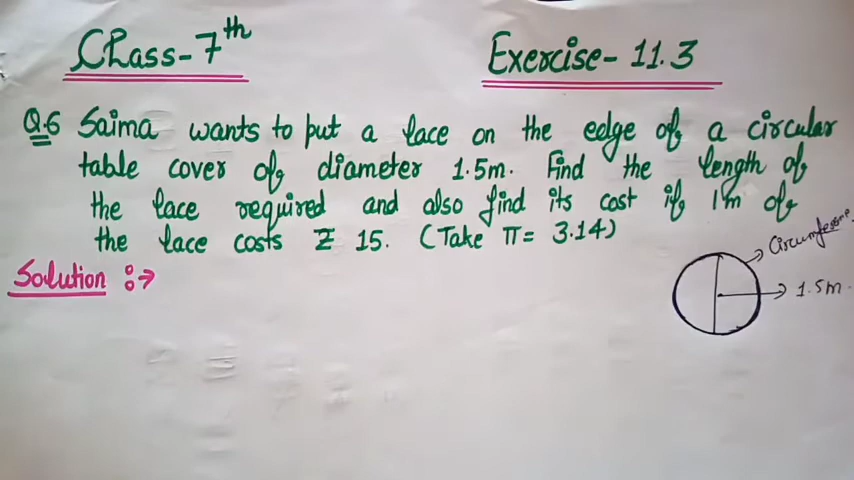 Class-7th
Exercise-11.3
Q.6 Saima wants to put a lace on the edge of a circular
table cover of diameter 1.5m. Find the length of
the lace required and also find its cost if 1m of
the lace costs ₹ 15. (Take π= 3.14)
Circumference
1.5m.
Solution :→